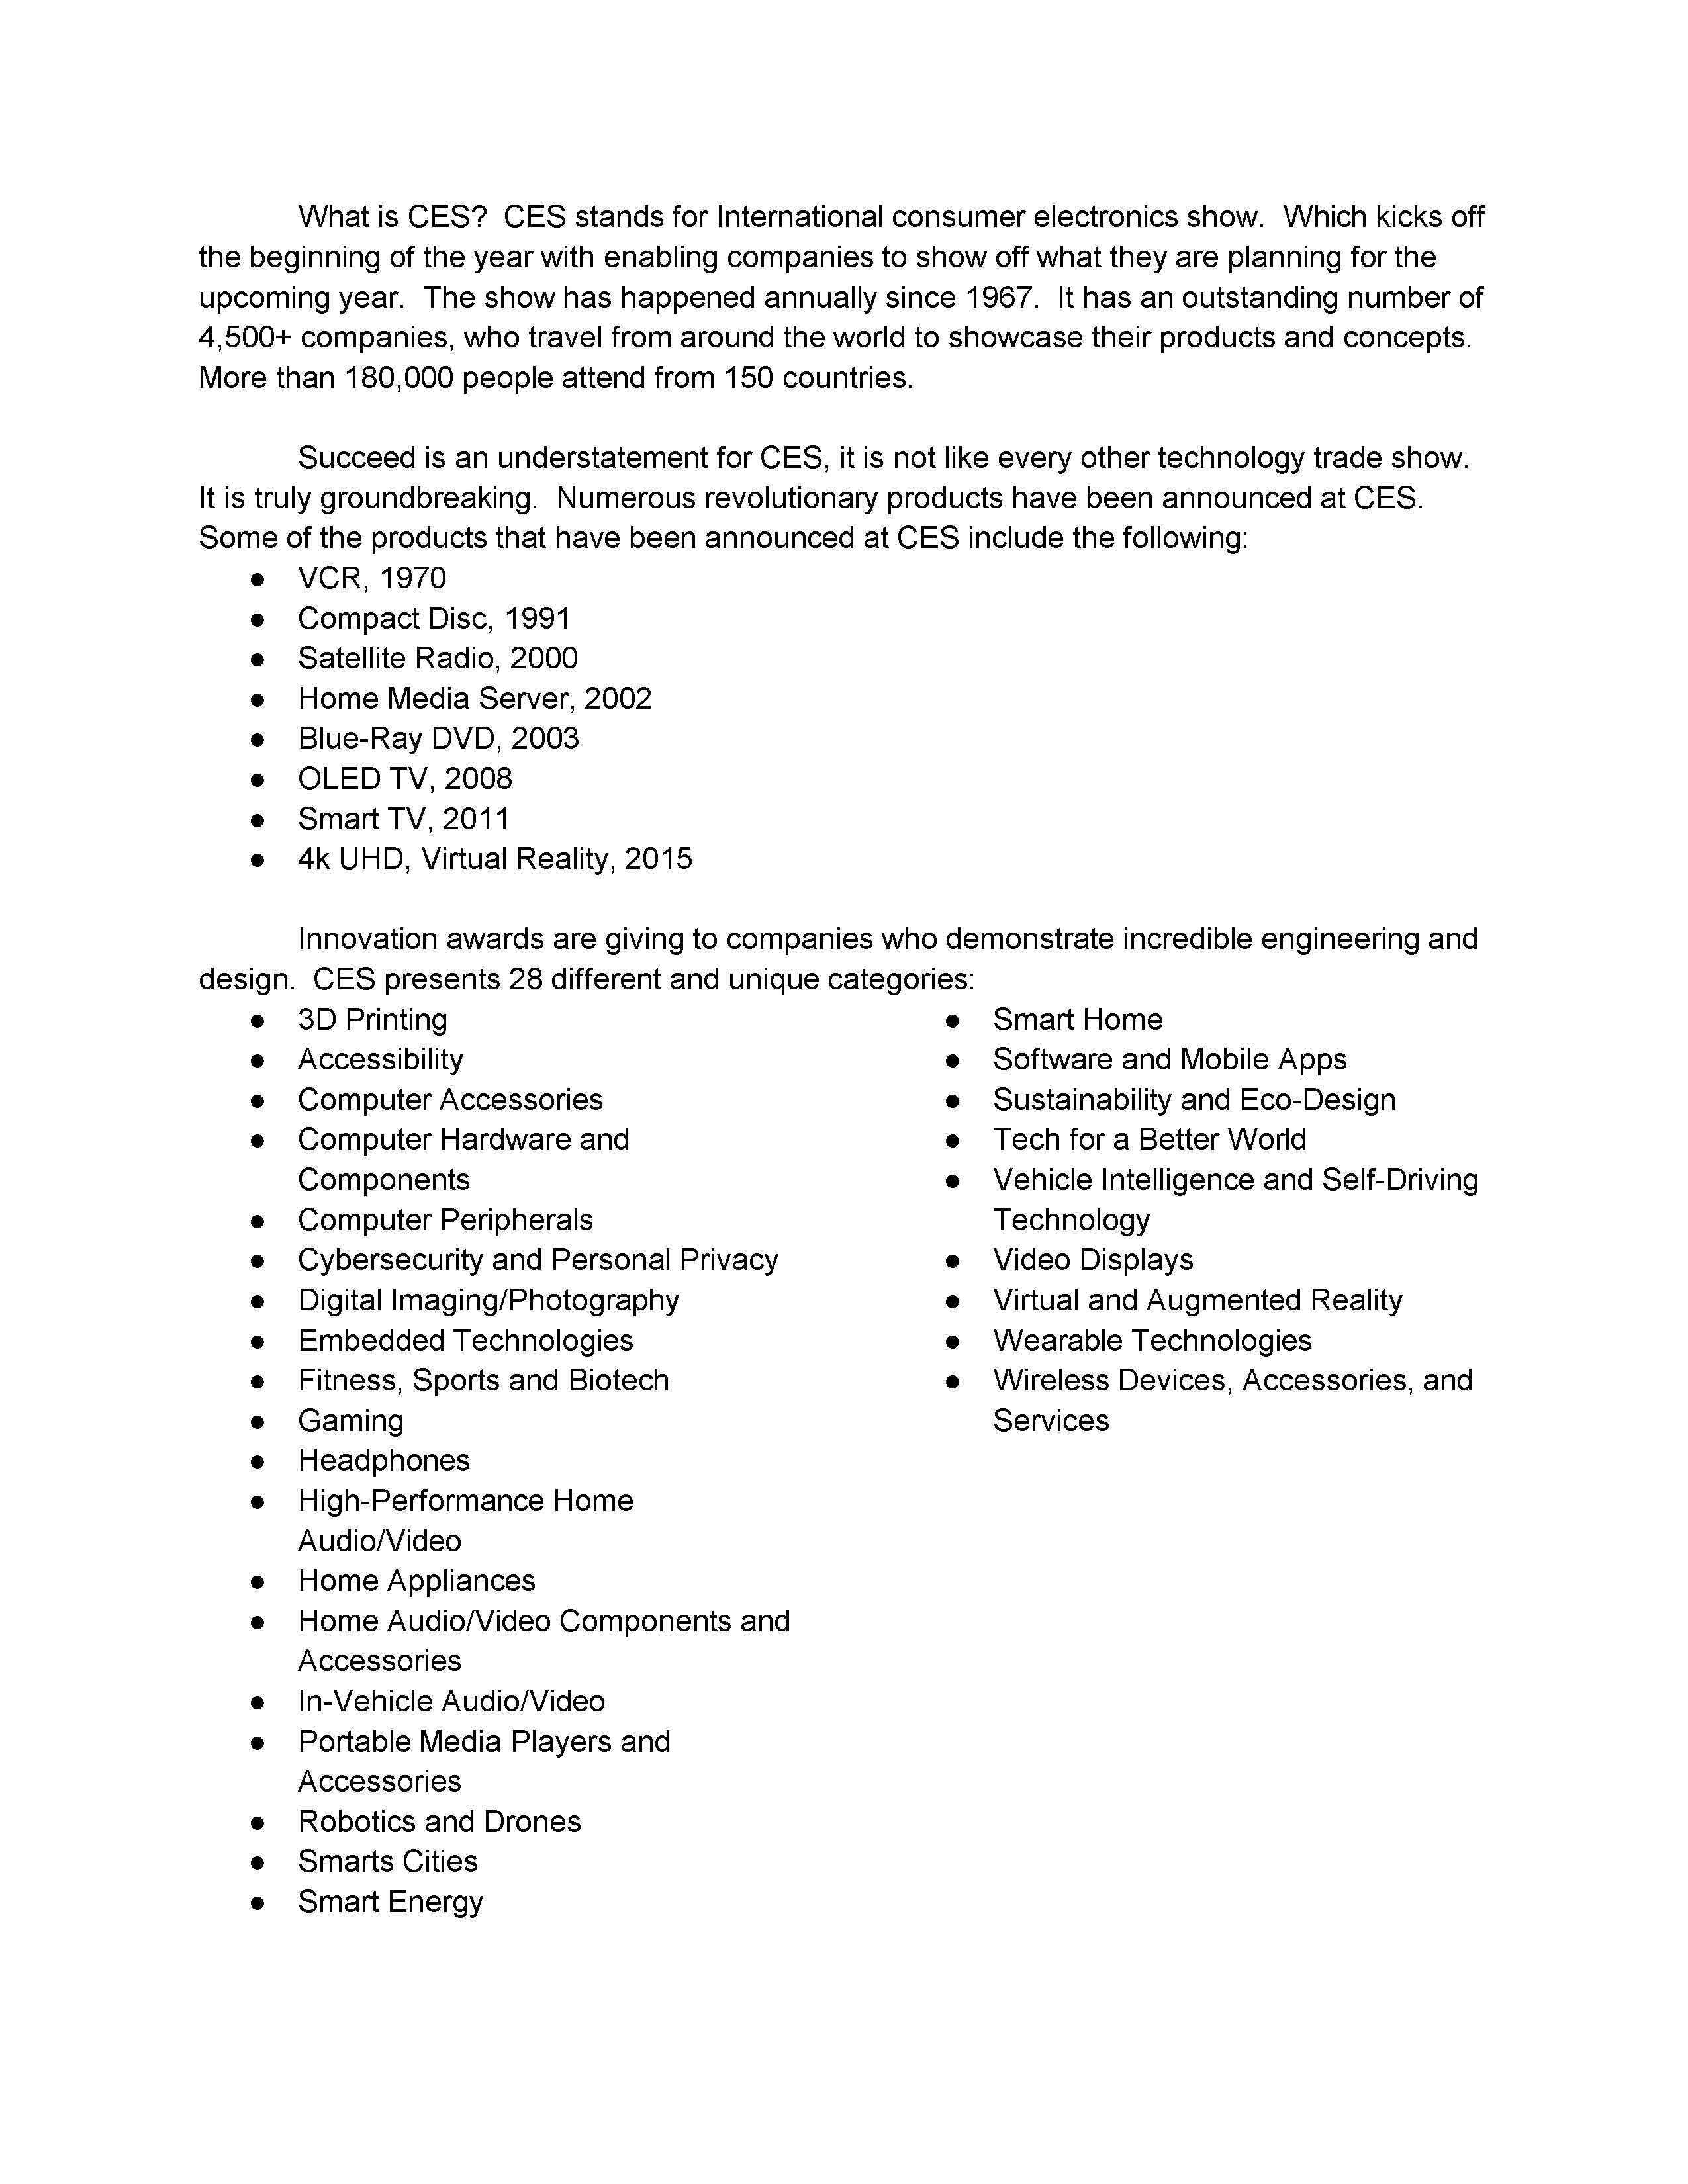 What is CES?  CES stands for International consumer electronics show.  Which kicks off
the beginning of the year with enabling companies to show off what they are planning for the
upcoming year.  The show has happened annually since 1967.  It has an outstanding number of
4,500+ companies, who travel from around the world to showcase their products and concepts.
More than 180,000 people attend from 150 countries.

Succeed is an understatement for CES, it is not like every other technology trade show.
It is truly groundbreaking.  Numerous revolutionary products have been announced at CES.
Some of the products that have been announced at CES include the following:
● VCR, 1970
● Compact Disc, 1991
● Satellite Radio, 2000
● Home Media Server, 2002
● Blue-Ray DVD, 2003
● OLED TV, 2008
● Smart TV, 2011
● 4k UHD, Virtual Reality, 2015

Innovation awards are giving to companies who demonstrate incredible engineering and
design.  CES presents 28 different and unique categories:
● 3D Printing
● Accessibility
● Computer Accessories
● Computer Hardware and
Components
● Computer Peripherals
● Cybersecurity and Personal Privacy
● Digital Imaging/Photography
● Embedded Technologies
● Fitness, Sports and Biotech
● Gaming
● Headphones
● High-Performance Home
Audio/Video
● Home Appliances
● Home Audio/Video Components and
Accessories
● In-Vehicle Audio/Video
● Portable Media Players and
Accessories
● Robotics and Drones
● Smarts Cities
● Smart Energy
● Smart Home
● Software and Mobile Apps
● Sustainability and Eco-Design
● Tech for a Better World
● Vehicle Intelligence and Self-Driving
Technology
● Video Displays
● Virtual and Augmented Reality
● Wearable Technologies
● Wireless Devices, Accessories, and
Services